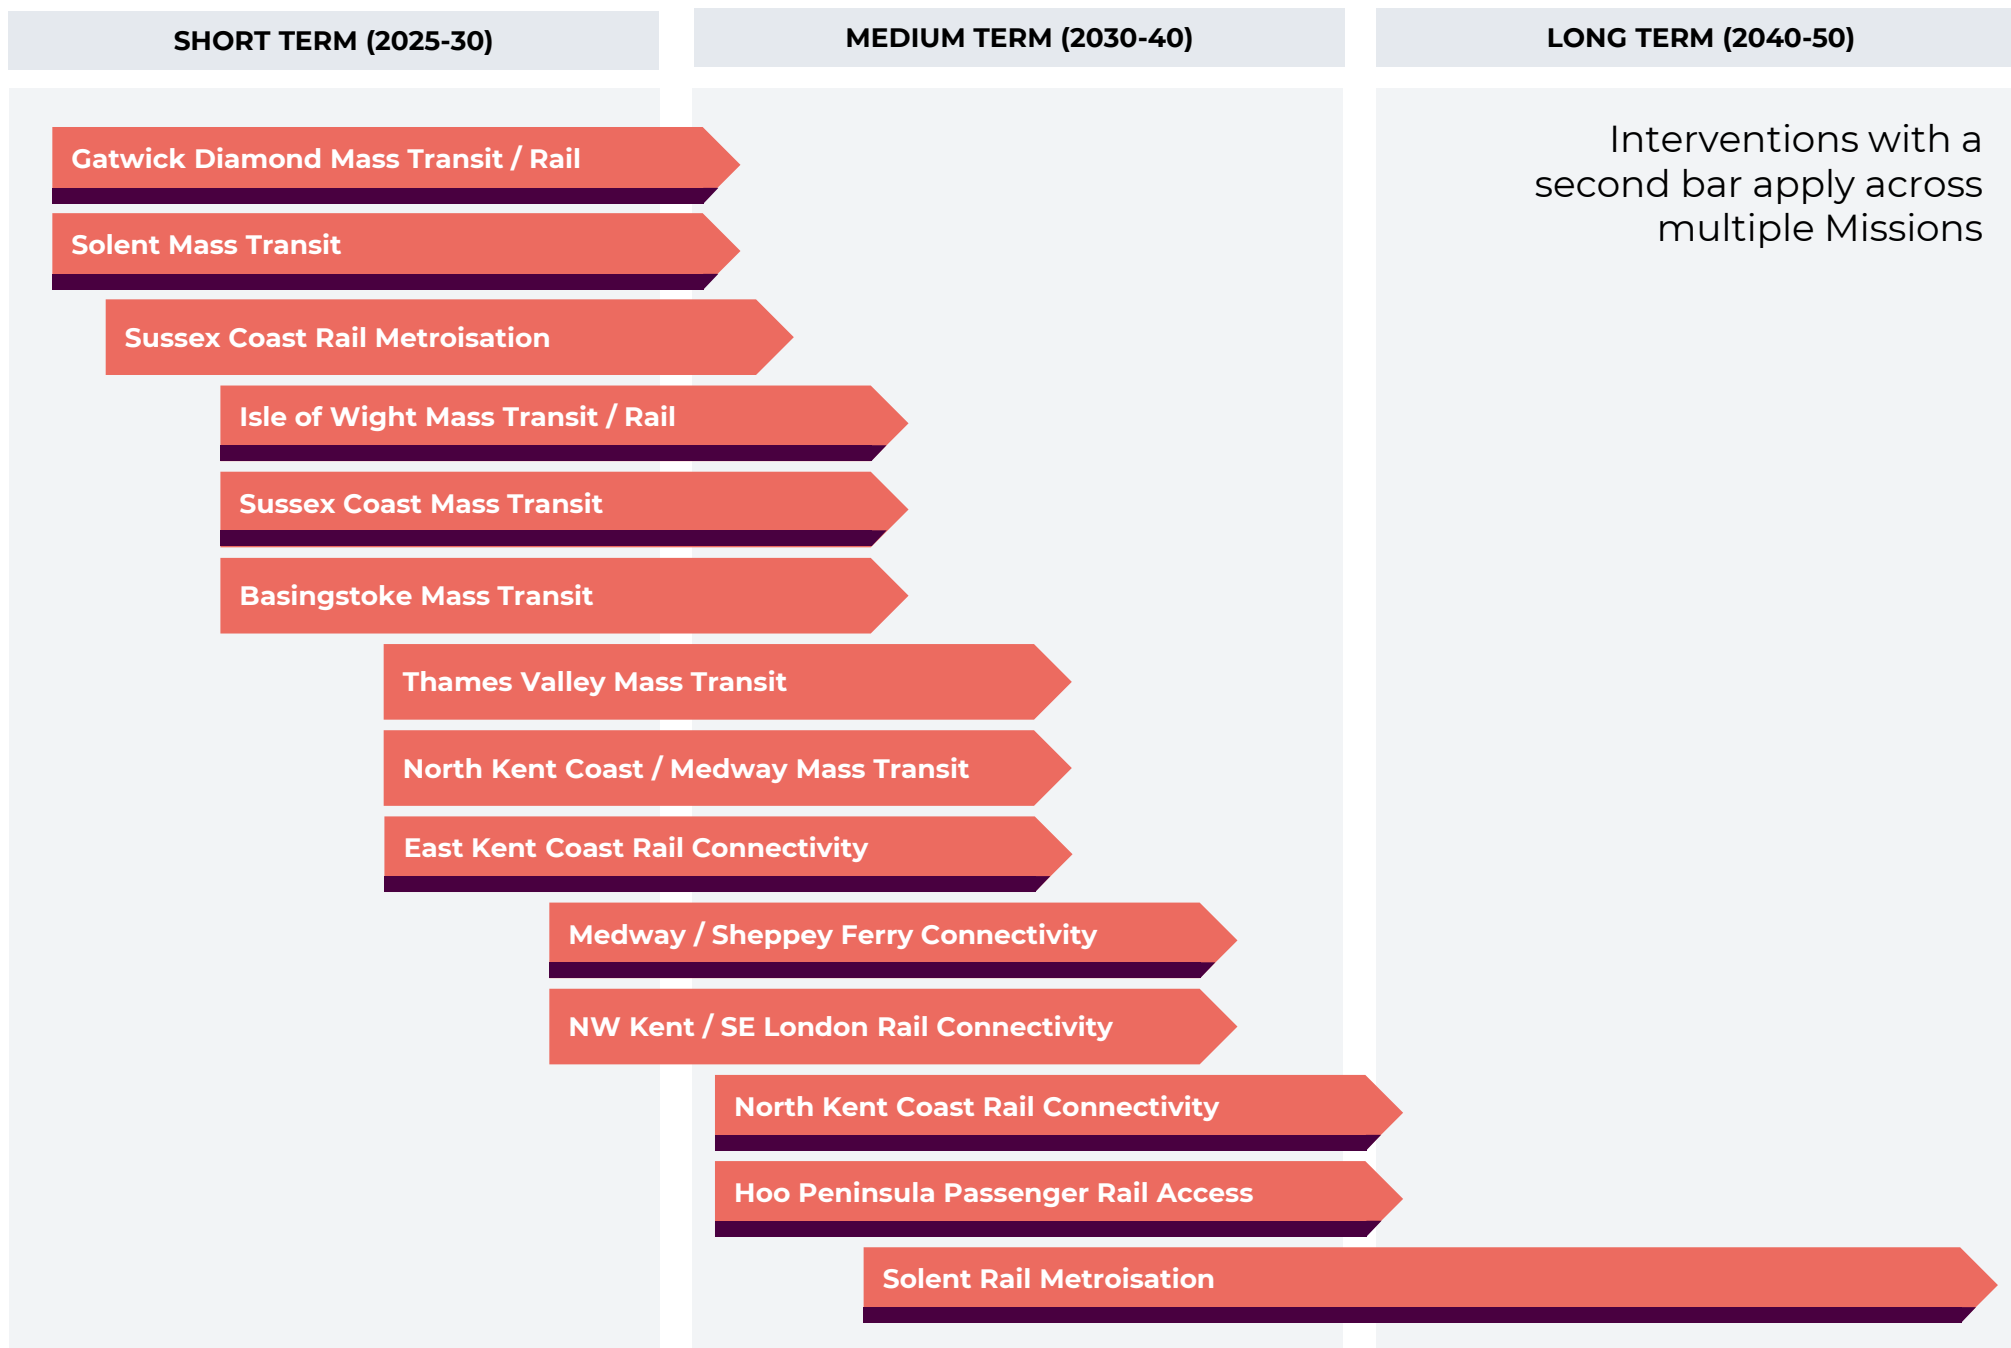 SHORT TERM (2025-30)
MEDIUM TERM (2030-40)
LONG TERM (2040-50)
Interventions with a
second bar apply across
multiple Missions
Gatwick Diamond Mass Transit / Rail
Solent Mass Transit
Sussex Coast Rail Metroisation
Isle of Wight Mass Transit / Rail
Sussex Coast Mass Transit
Basingstoke Mass Transit
Thames Valley Mass Transit
North Kent Coast / Medway Mass Transit
East Kent Coast Rail Connectivity
Medway / Sheppey Ferry Connectivity
NW Kent / SE London Rail Connectivity
North Kent Coast Rail Connectivity
Hoo Peninsula Passenger Rail Access
Solent Rail Metroisation